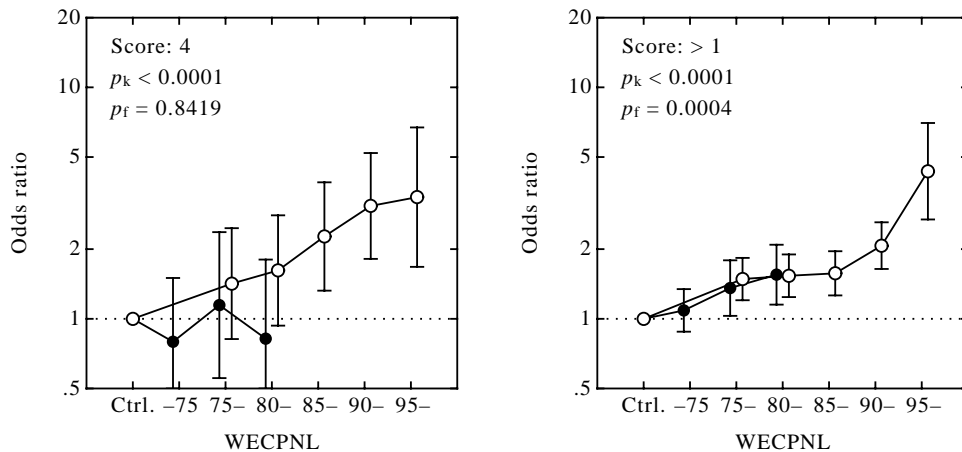 20
10
5
2
1
.5
Odds ratio
Score: 4
pk < 0.0001
pf = 0.8419
Ctrl. –75 75– 80– 85– 90– 95–
WECPNL
20
10
5
2
1
.5
Odds ratio
Score: > 1
pk < 0.0001
pf = 0.0004
Ctrl. –75 75– 80– 85– 90– 95–
WECPNL